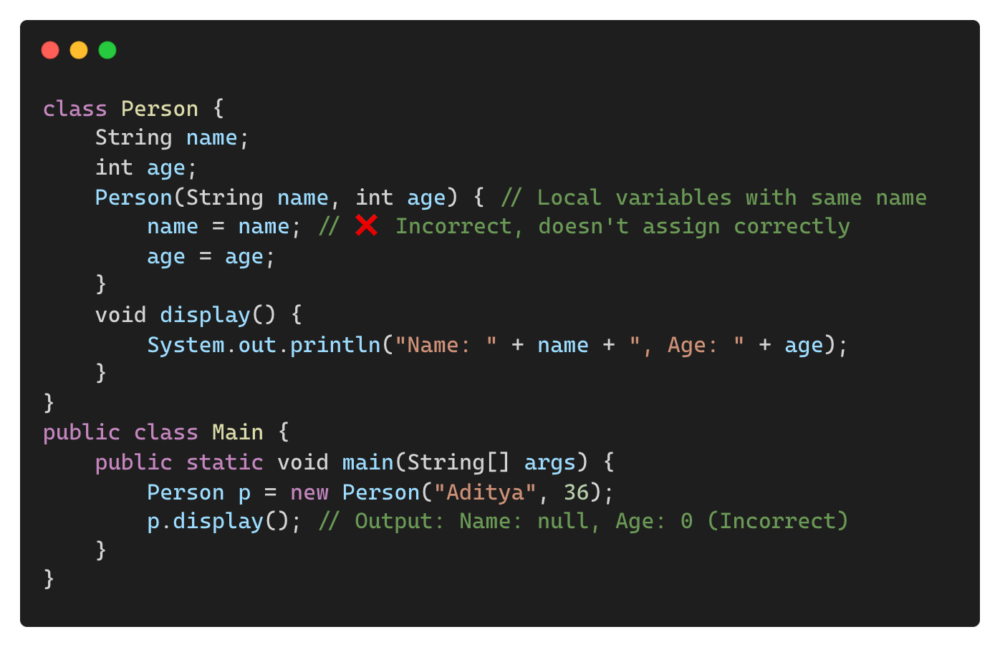 class Person {
    String name;
    int age;
    Person(String name, int age) { // Local variables with same name
        name = name; // ❌ Incorrect, doesn't assign correctly
        age = age;
    }
    void display() {
        System.out.println("Name: " + name + ", Age: " + age);
    }
}
public class Main {
    public static void main(String[] args) {
        Person p = new Person("Aditya", 36);
        p.display(); // Output: Name: null, Age: 0 (Incorrect)
    }
}